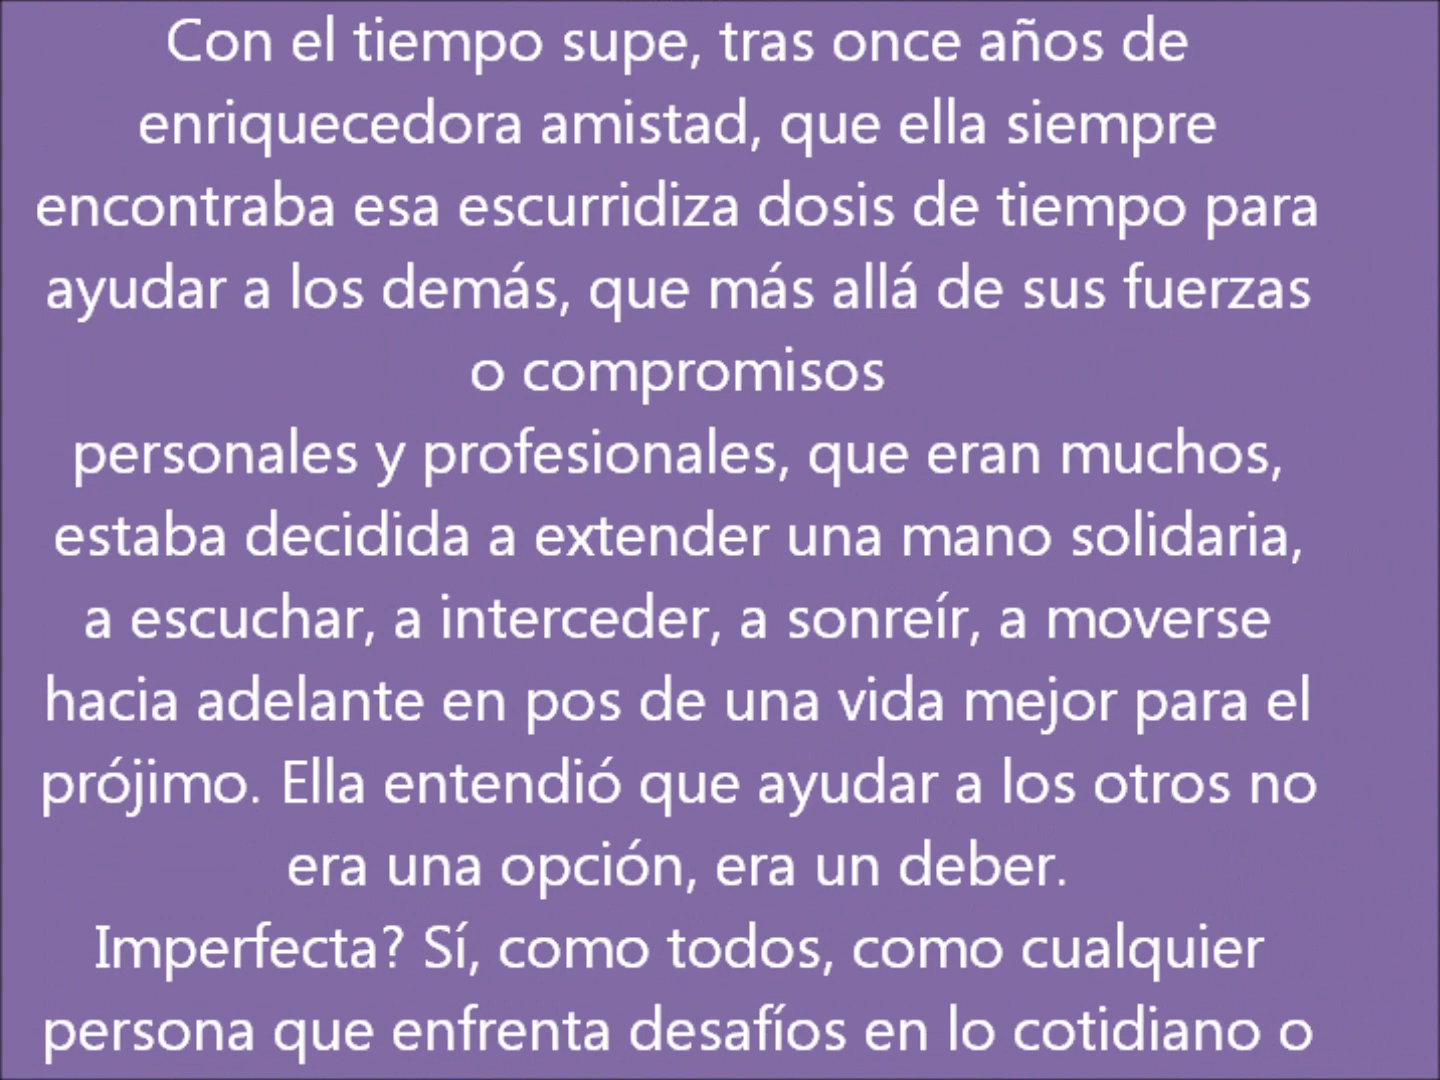 Con el tiempo supe, tras once años de
enriquecedora amistad, que ella siempre
encontraba esa escurridiza dosis de tiempo para
ayudar a los demás, que más allá de sus fuerzas
o compromisos
personales y profesionales, que eran muchos,
estaba decidida a extender una mano solidaria,
a escuchar, a interceder, a sonreír, a moverse
hacia adelante en pos de una vida mejor para el
prójimo. Ella entendió que ayudar a los otros no
era una opción, era un deber.
Imperfecta? Sí, como todos, como cualquier
persona que enfrenta desafíos en lo cotidiano o